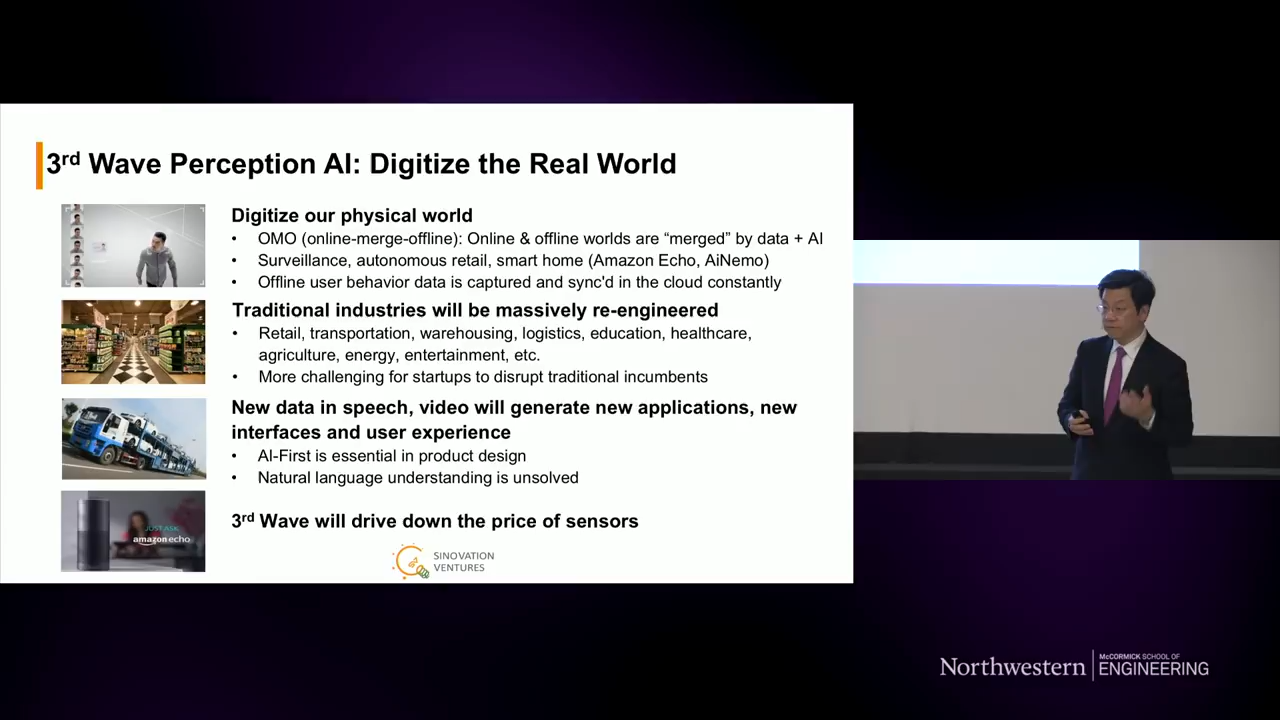 3rd Wave Perception AI: Digitize the Real World
Digitize our physical world
• OMO (online-merge-offline): Online & offline worlds are “merged” by data + AI
• Surveillance, autonomous retail, smart home (Amazon Echo, AiNemo)
• Offline user behavior data is captured and sync'd in the cloud constantly
Traditional industries will be massively re-engineered
• Retail, transportation, warehousing, logistics, education, healthcare,
agriculture, energy, entertainment, etc.
• More challenging for startups to disrupt traditional incumbents
New data in speech, video will generate new applications, new
interfaces and user experience
• AI-First is essential in product design
• Natural language understanding is unsolved
JUST ASK
amazon echo
3rd Wave will drive down the price of sensors
SINOVATION
VENTURES
Northwestern
McCORMICK SCHOOL OF
ENGINEERING